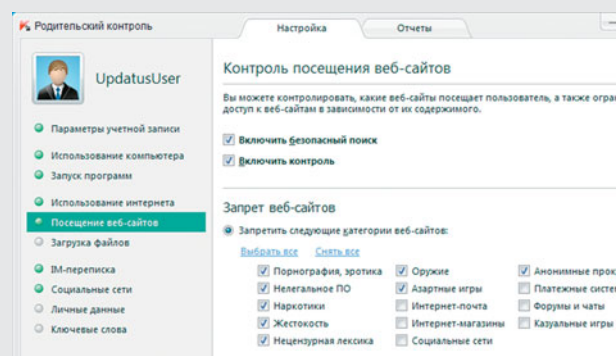 Родительский контроль
Настройка
Отчеты
UpdatusUser
Параметры учетной записи
Использование компьютера
Запуск программ
Использование интернета
Посещение веб-сайтов
Загрузка файлов
IM-переписка
Социальные сети
Личные данные
Ключевые слова
Контроль посещения веб-сайтов
Вы можете контролировать, какие веб-сайты посещает пользователь, а также огран
доступ к веб-сайтам в зависимости от их содержимого.
Включить безопасный поиск
Включить контроль
Запрет веб-сайтов
Запретить следующие категории веб-сайтов:
Выбрать все Снять все
Порнография, эротика Оружие Анонимные прок
Нелегальное ПО Азартные игры Платежные систем
Наркотики Интернет-почта Форумы и чаты
Жестокость Интернет-магазины Казуальные игры
Нецензурная лексика Социальные сети